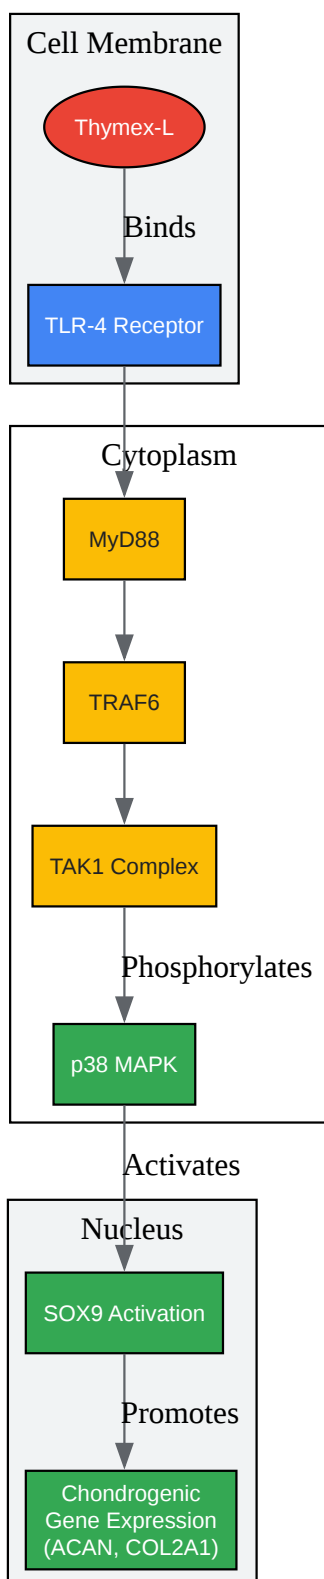 Cell Membrane
Thymex-L
Binds
TLR-4 Receptor
Cytoplasm
MyD88
TRAF6
TAK1 Complex
Phosphorylates
p38 MAPK
Activates
Nucleus
SOX9 Activation
Promotes
Chondrogenic
Gene Expression
(ACAN, COL2A1)